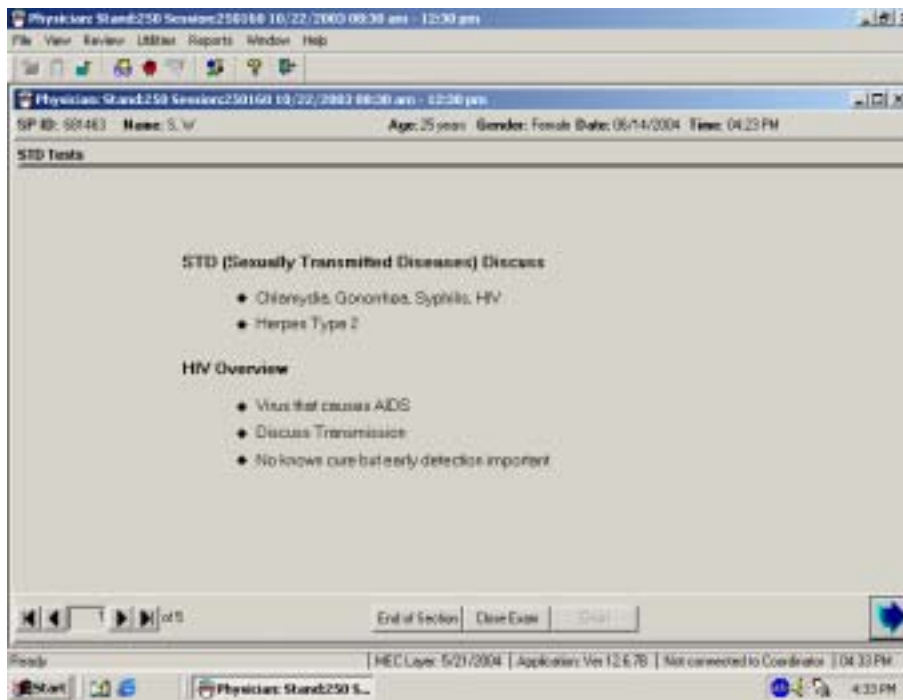 Physician: Stand:250 Session:250160 10/22/2003 08:30 am - 12:30 pm
File View Review Utilities Reports Window Help
Physician: Stand:250 Session:250160 10/22/2003 08:30 am - 12:30 pm
SP ID: 681463 Name: S, W Age: 25 years Gender: Female Date: 06/14/2004 Time: 04:23 PM
STD Tests
STD (Sexually Transmitted Diseases) Discuss
Chlamydia, Gonorrhea, Syphilis, HIV
Herpes Type 2
HIV Overview
Virus that causes AIDS
Discuss Transmission
No known cure but early detection important
1 of 5 End of Section Close Exam
Ready MEC Layer: 5/21/2004 Application: Ver 12.6.78 Not connected to Coordinator 04:33 PM
Start Physician: Stand:250 S... 4:33 PM